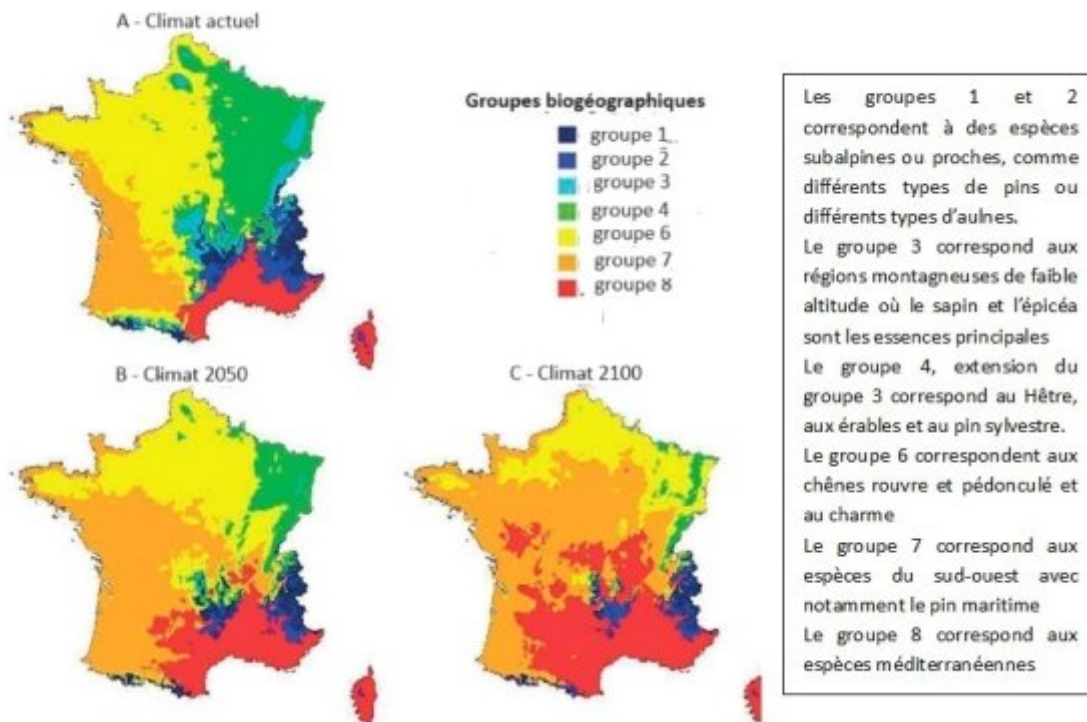 A - Climat actuel
Groupes biogéographiques
groupe 1
groupe 2
groupe 3
groupe 4
groupe 6
groupe 7
groupe 8
B - Climat 2050
C - Climat 2100
Les groupes 1 et 2
correspondent à des espèces
subalpines ou proches, comme
différents types de pins ou
différents types d'aulnes.
Le groupe 3 correspond aux
régions montagneuses de faible
altitude où le sapin et l'épicéa
sont les essences principales
Le groupe 4, extension du
groupe 3 correspond au Hêtre,
aux érables et au pin sylvestre.
Le groupe 6 correspondent aux
chênes rouvre et pédonculé et
au charme
Le groupe 7 correspond aux
espèces du sud-ouest avec
notamment le pin maritime
Le groupe 8 correspond aux
espèces méditerranéennes